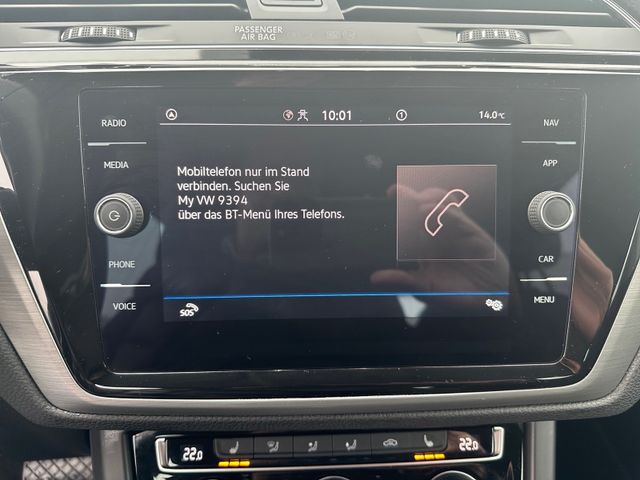 PASSENGER
AIR BAG
RADIO
MEDIA
PHONE
VOICE
10:01
14.0°C
Mobiltelefon nur im Stand
verbinden. Suchen Sie
My VW 9394
über das BT-Menü Ihres Telefons.
SOS
NAV
APP
CAR
MENU
22.0
22.0